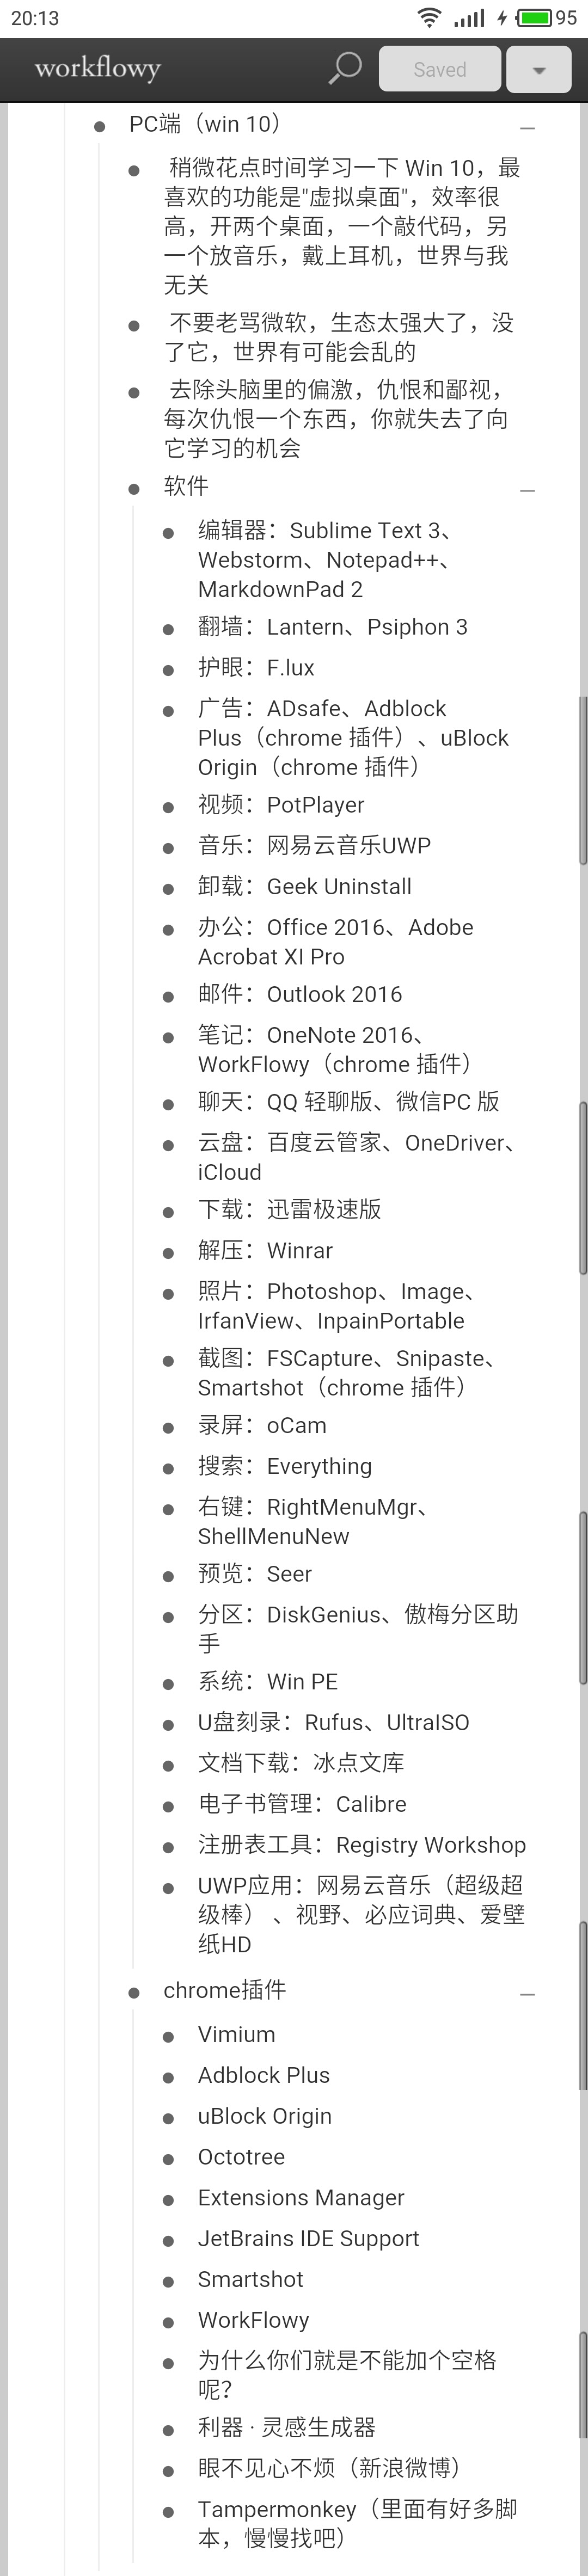 20:13
95
workflowy
Saved
PC端（win 10）
稍微花点时间学习一下 Win 10，最
喜欢的功能是"虚拟桌面"，效率很
高，开两个桌面，一个敲代码，另
一个放音乐，戴上耳机，世界与我
无关
不要老骂微软，生态太强大了，没
了它，世界有可能会乱的
去除头脑里的偏激，仇恨和鄙视，
每次仇恨一个东西，你就失去了向
它学习的机会
软件
编辑器：Sublime Text 3、
Webstorm、Notepad++、
MarkdownPad 2
翻墙：Lantern、Psiphon 3
护眼：F.lux
广告：ADsafe、Adblock
Plus（chrome 插件）、uBlock
Origin（chrome 插件）
视频：PotPlayer
音乐：网易云音乐UWP
卸载：Geek Uninstall
办公：Office 2016、Adobe
Acrobat XI Pro
邮件：Outlook 2016
笔记：OneNote 2016、
WorkFlowy（chrome 插件）
聊天：QQ 轻聊版、微信PC 版
云盘：百度云管家、OneDriver、
iCloud
下载：迅雷极速版
解压：Winrar
照片：Photoshop、Image、
IrfanView、InpainPortable
截图：FSCapture、Snipaste、
Smartshot（chrome 插件）
录屏：oCam
搜索：Everything
右键：RightMenuMgr、
ShellMenuNew
预览：Seer
分区：DiskGenius、傲梅分区助
手
系统：Win PE
U盘刻录：Rufus、UltraISO
文档下载：冰点文库
电子书管理：Calibre
注册表工具：Registry Workshop
UWP应用：网易云音乐（超级超
级棒） 、视野、必应词典、爱壁
纸HD
chrome插件
Vimium
Adblock Plus
uBlock Origin
Octotree
Extensions Manager
JetBrains IDE Support
Smartshot
WorkFlowy
为什么你们就是不能加个空格
呢？
利器 · 灵感生成器
眼不见心不烦（新浪微博）
Tampermonkey（里面有好多脚
本，慢慢找吧）